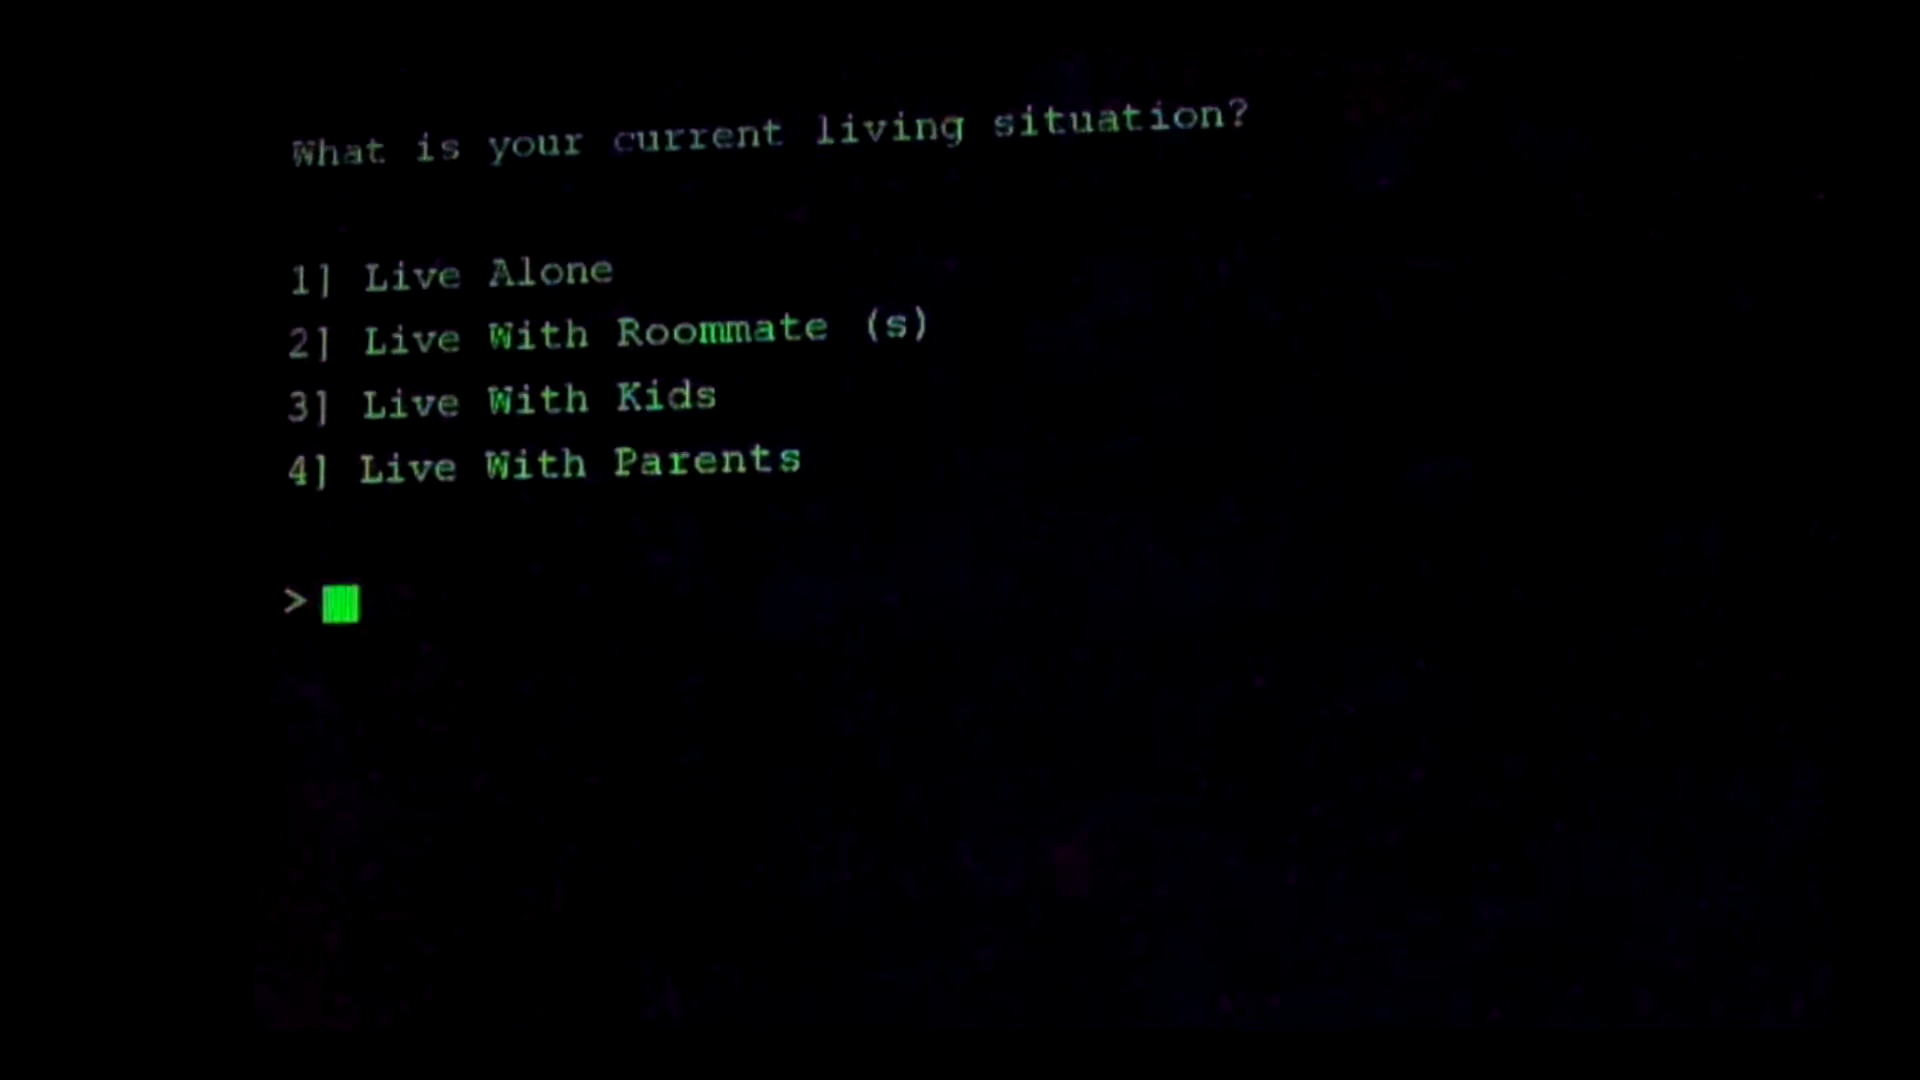 What is your current living situation?
1] Live Alone
2] Live With Roommate (s)
3] Live With Kids
4] Live With Parents
>